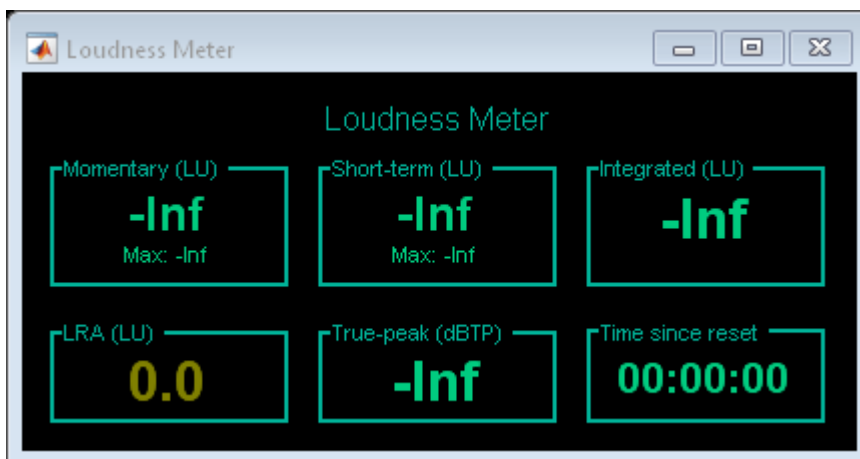 Loudness Meter
Loudness Meter
Momentary (LU)
-Inf
Max: -Inf
Short-term (LU)
-Inf
Max: -Inf
Integrated (LU)
-Inf
LRA (LU)
0.0
True-peak (dBTP)
-Inf
Time since reset
00:00:00